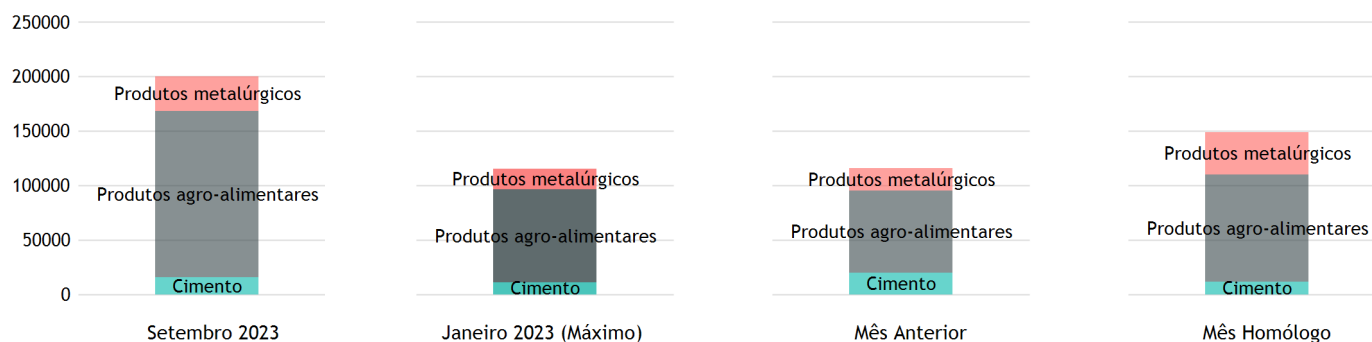 250000
200000
150000
100000
50000
0
Produtos metalúrgicos
Produtos agro-alimentares
Cimento
Setembro 2023
Produtos metalúrgicos
Produtos agro-alimentares
Cimento
Janeiro 2023 (Máximo)
Produtos metalúrgicos
Produtos agro-alimentares
Cimento
Mês Anterior
Produtos metalúrgicos
Produtos agro-alimentares
Cimento
Mês Homólogo